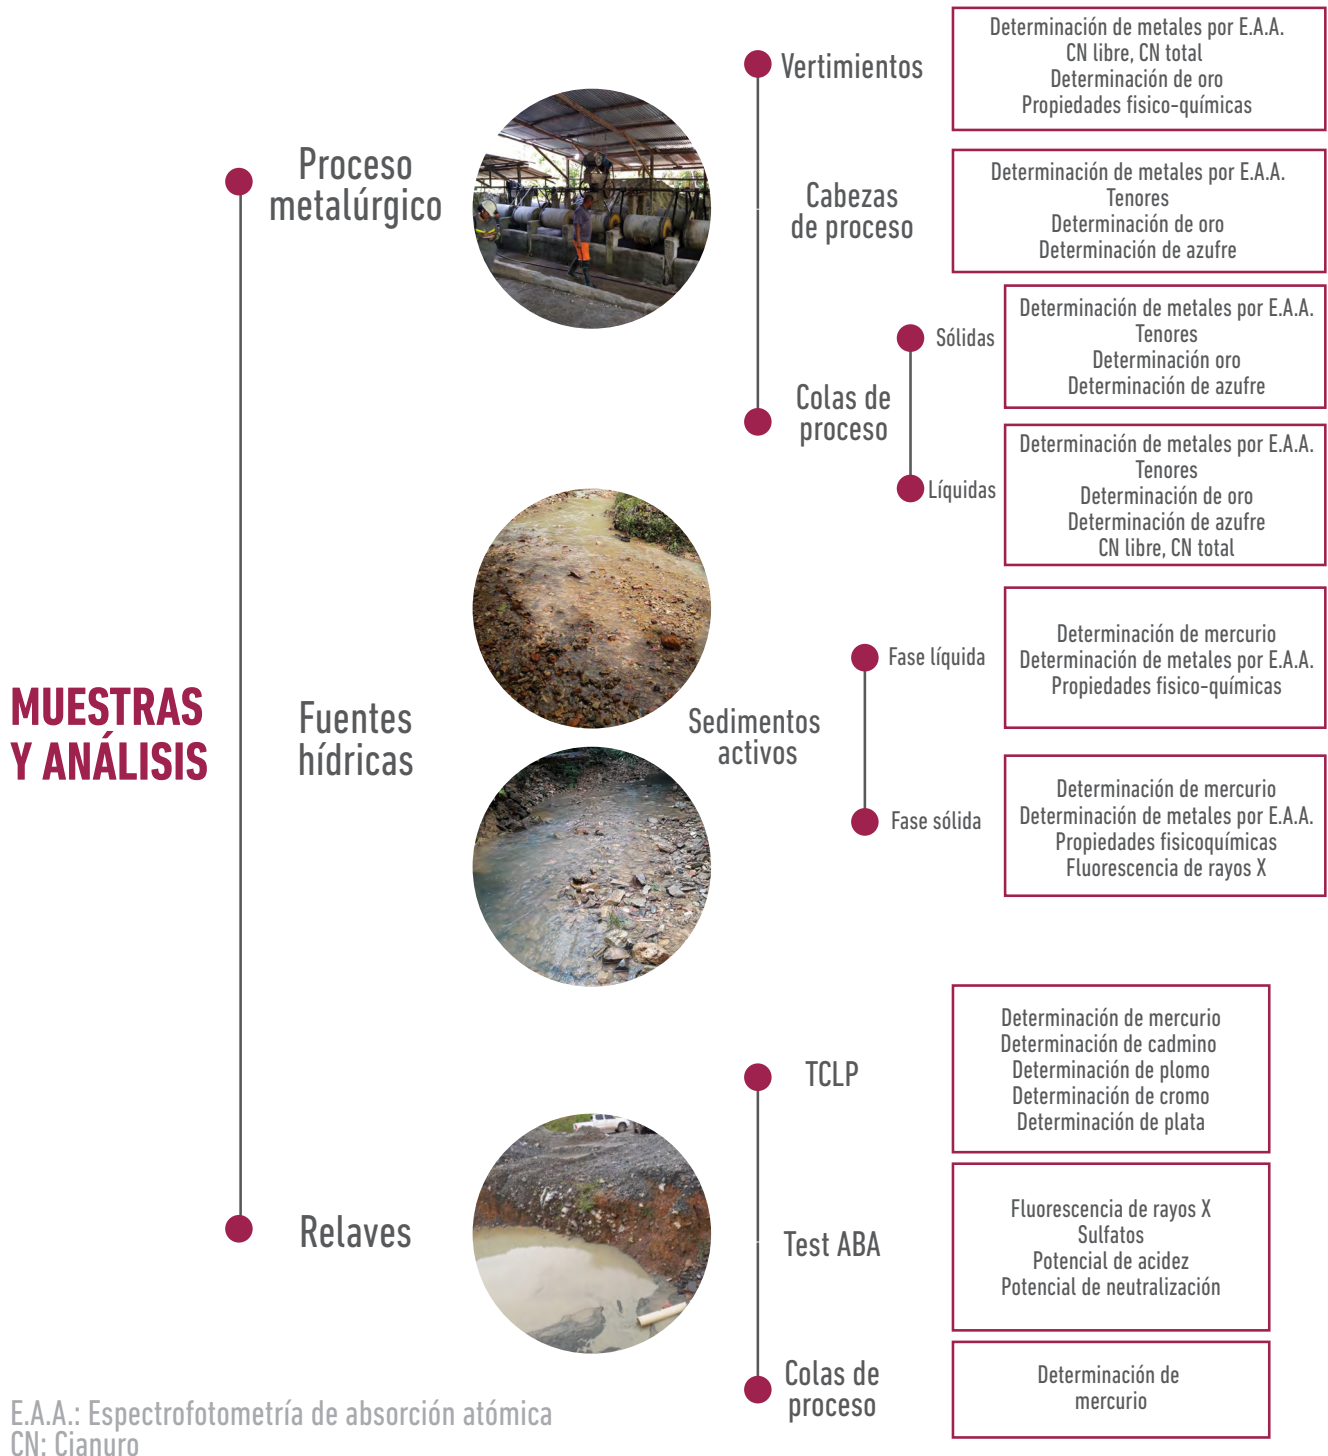 MUESTRAS
Y ANÁLISIS
Proceso
metalúrgico
Vertimientos
Determinación de metales por E.A.A.
CN libre, CN total
Determinación de oro
Propiedades fisico-químicas
Cabezas
de proceso
Determinación de metales por E.A.A.
Tenores
Determinación de oro
Determinación de azufre
Colas de
proceso
Sólidas
Determinación de metales por E.A.A.
Tenores
Determinación oro
Determinación de azufre
Líquidas
Determinación de metales por E.A.A.
Tenores
Determinación de oro
Determinación de azufre
CN libre, CN total
Fuentes
hídricas
Sedimentos
activos
Fase líquida
Determinación de mercurio
Determinación de metales por E.A.A.
Propiedades fisico-químicas
Fase sólida
Determinación de mercurio
Determinación de metales por E.A.A.
Propiedades fisicoquímicas
Fluorescencia de rayos X
Relaves
TCLP
Determinación de mercurio
Determinación de cadmino
Determinación de plomo
Determinación de cromo
Determinación de plata
Test ABA
Fluorescencia de rayos X
Sulfatos
Potencial de acidez
Potencial de neutralización
Colas de
proceso
Determinación de
mercurio
E.A.A.: Espectrofotometría de absorción atómica
CN: Cianuro